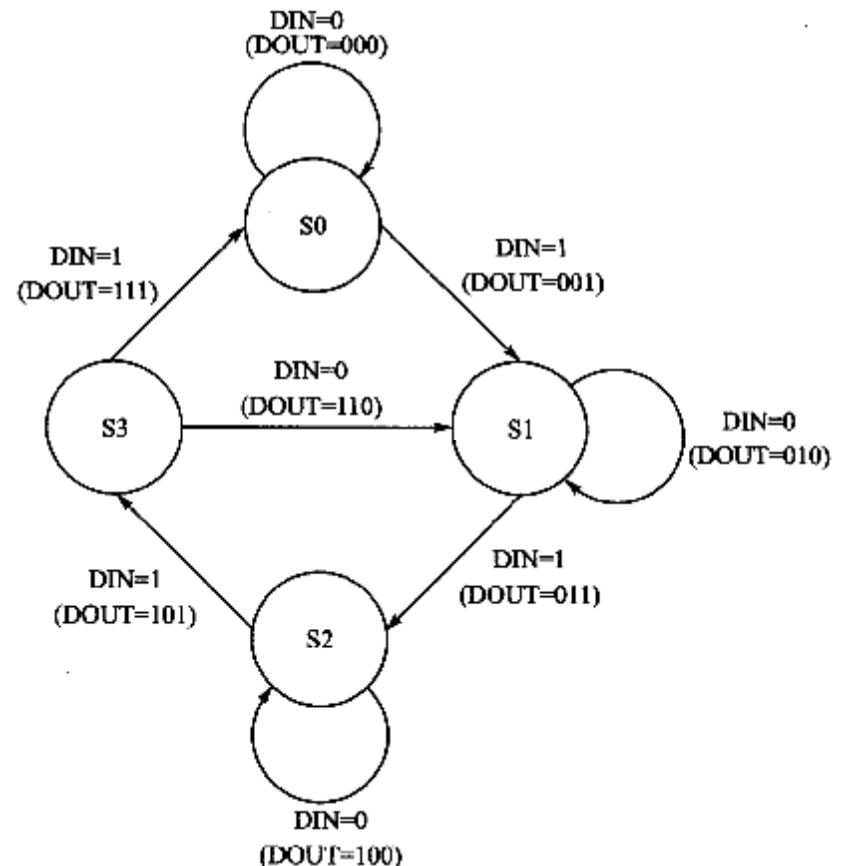 DIN=0
(DOUT=000)
S0
DIN=1
(DOUT=111)
DIN=1
(DOUT=001)
DIN=0
(DOUT=110)
S3
S1
DIN=0
(DOUT=010)
DIN=1
(DOUT=101)
DIN=1
(DOUT=011)
S2
DIN=0
(DOUT=100)